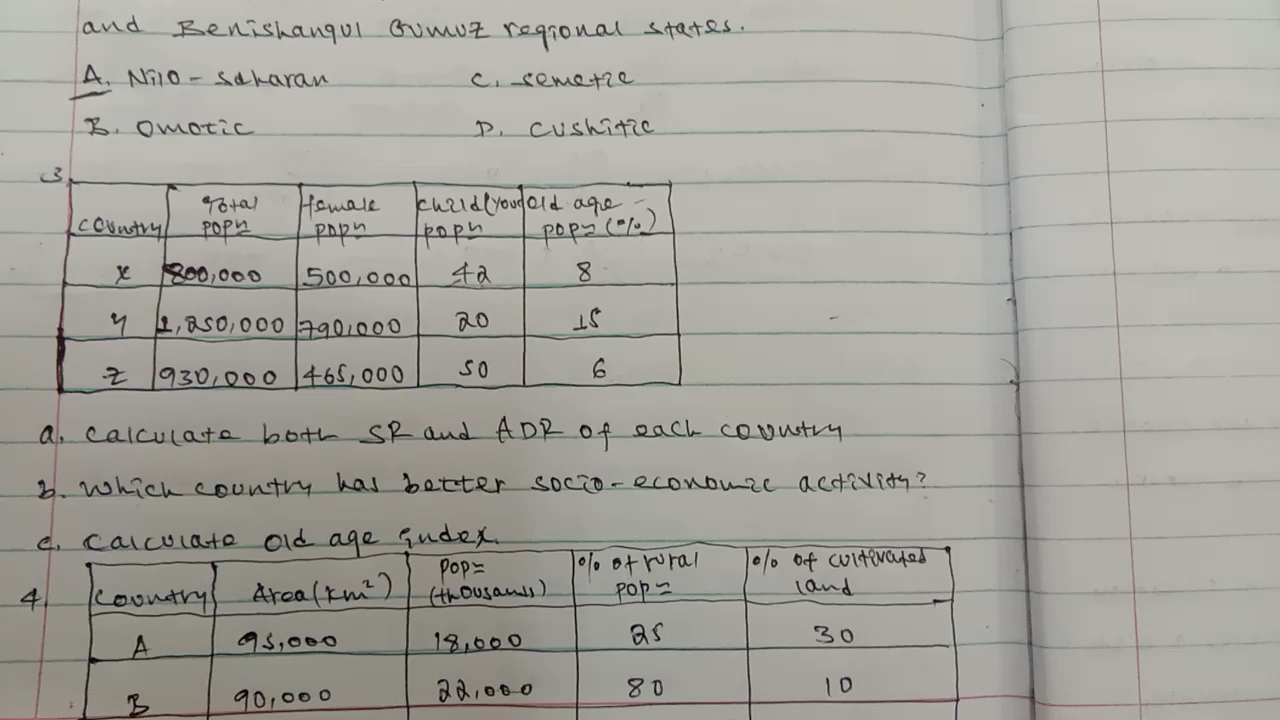 and Benishangul Gumuz regional states.
A. Nilo - saharan C. semetic
B. Omotic D. cushitic
3.
country Total popn female popn child (young popn old age popn (%)
X 800,000 500,000 42 8
Y 1,250,000 790,000 20 15
Z 930,000 465,000 50 6
a. calculate both SR and ADR of each country
b. which country has better socio-economic activity?
c. calculate old age index.
4. country Area (km²) popn (thousands) % of rural popn % of cultivated land
A 95,000 18,000 25 30
B 90,000 22,000 80 10